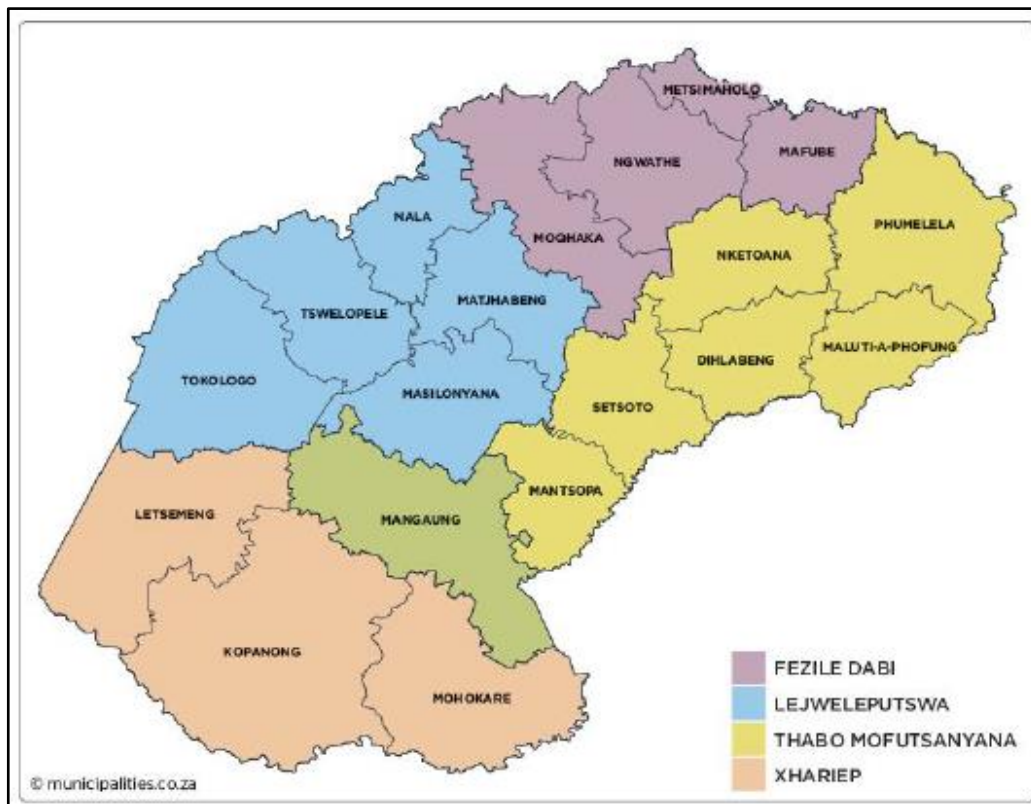 METSIMAHOLO
NGWATHE
MAFUBE
NALA
MOQHAKA
PHUMELELA
NKETOANA
MATJHABENG
TSWELOPELE
MALUTI-A-PHOFUNG
DIHLABENG
TOKOLOGO
MASILONYANA
SETSOTO
MANTSOPA
LETSEMENG
MANGAUNG
KOPANONG
MOHOKARE
FEZILE DABI
LEJWELEPUTSWA
THABO MOFUTSANYANA
XHARIEP
© municipalities.co.za